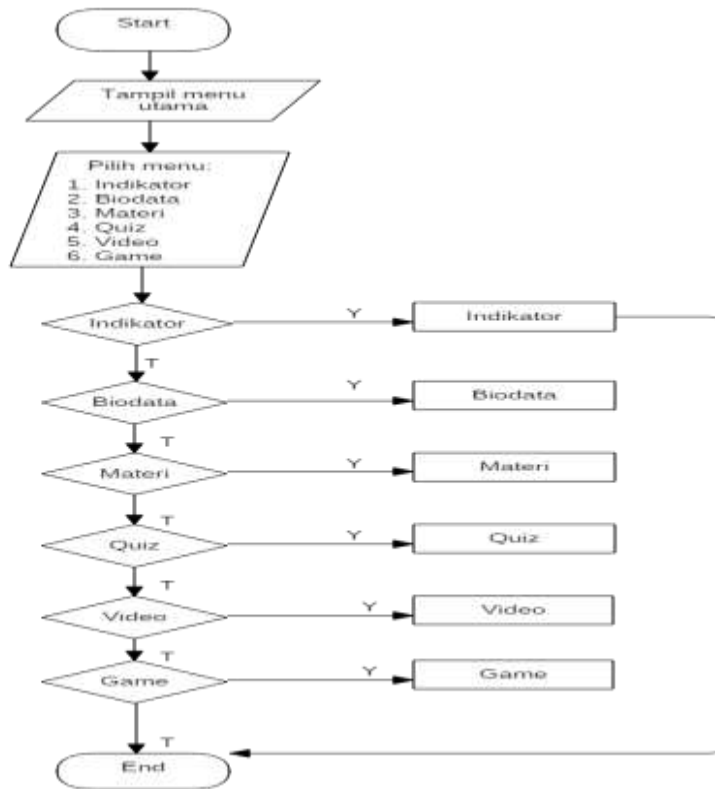 Start
Tampil menu
utama
Pilih menu:
1. Indikator
2. Biodata
3. Materi
4. Quiz
5. Video
6. Game
Indikator
Y
Indikator
T
Biodata
Y
Biodata
T
Materi
Y
Materi
T
Quiz
Y
Quiz
T
Video
Y
Video
T
Game
Y
Game
T
End